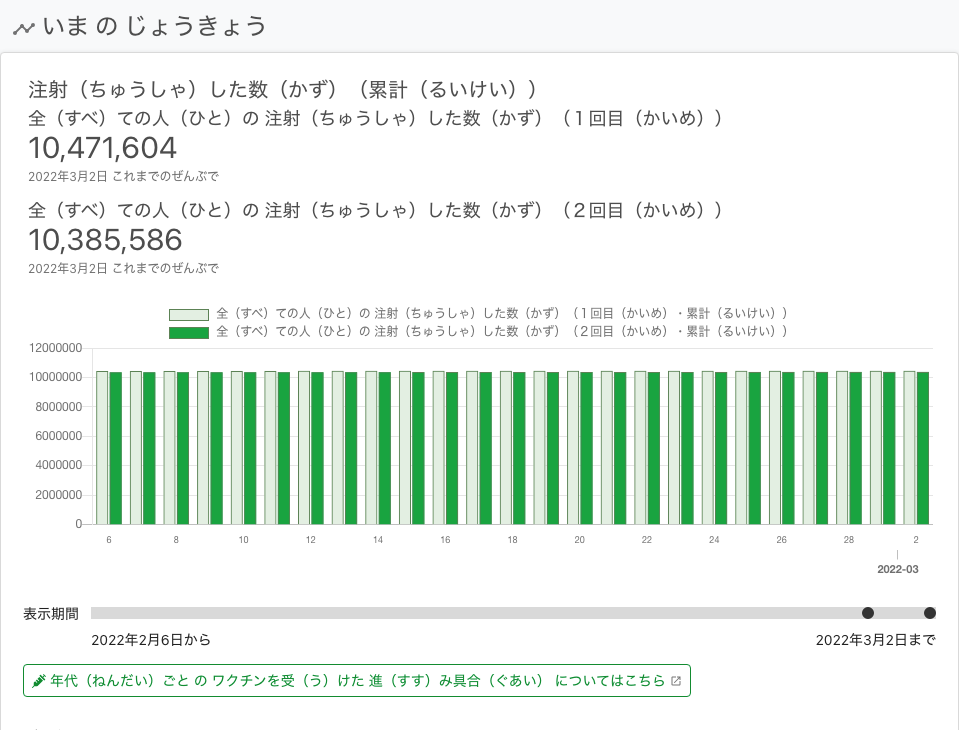 いま の じょうきょう
注射（ちゅうしゃ）した数（かず）（累計（るいけい））
全（すべ）ての人（ひと）の 注射（ちゅうしゃ）した数（かず）（１回目（かいめ））
10,471,604
2022年3月2日 これまでのぜんぶで
全（すべ）ての人（ひと）の 注射（ちゅうしゃ）した数（かず）（２回目（かいめ））
10,385,586
2022年3月2日 これまでのぜんぶで
全（すべ）ての人（ひと）の 注射（ちゅうしゃ）した数（かず）（１回目（かいめ）・累計（るいけい））
全（すべ）ての人（ひと）の 注射（ちゅうしゃ）した数（かず）（２回目（かいめ）・累計（るいけい））
12000000
10000000
8000000
6000000
4000000
2000000
0
6 8 10 12 14 16 18 20 22 24 26 28 2
2022-03
表示期間
2022年2月6日から 2022年3月2日まで
年代（ねんだい）ごと の ワクチンを受（う）けた 進（すす）み具合（ぐあい） についてはこちら